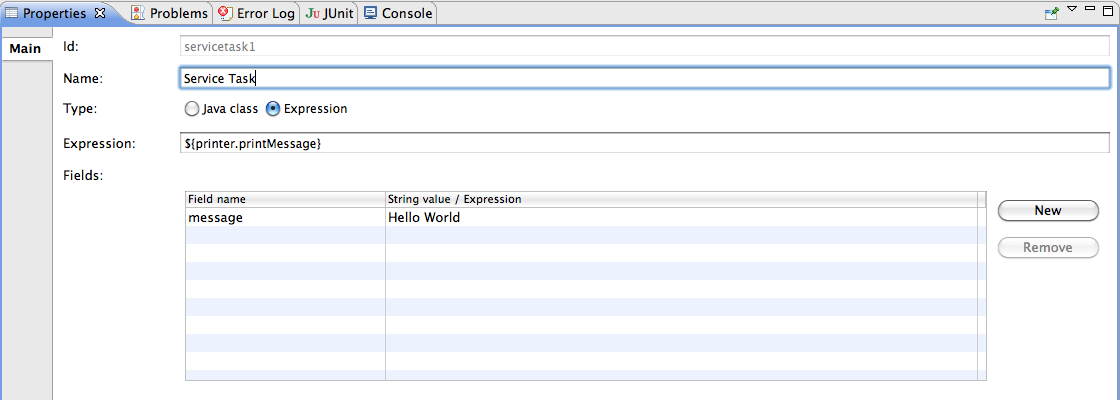 Properties Problems Error Log JUnit Console
Main
Id: servicetask1
Name: Service Task
Type: Java class Expression
Expression: ${printer.printMessage}
Fields:
Field name String value / Expression
message Hello World
New
Remove